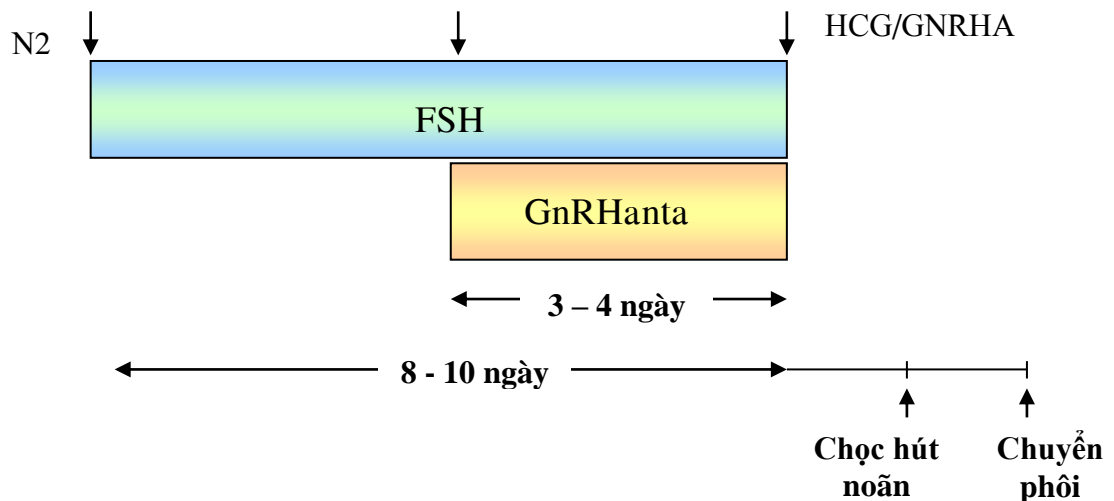 N2
HCG/GNRHA
FSH
GnRHanta
3 – 4 ngày
8 - 10 ngày
Chọc hút
noãn
Chuyển
phôi